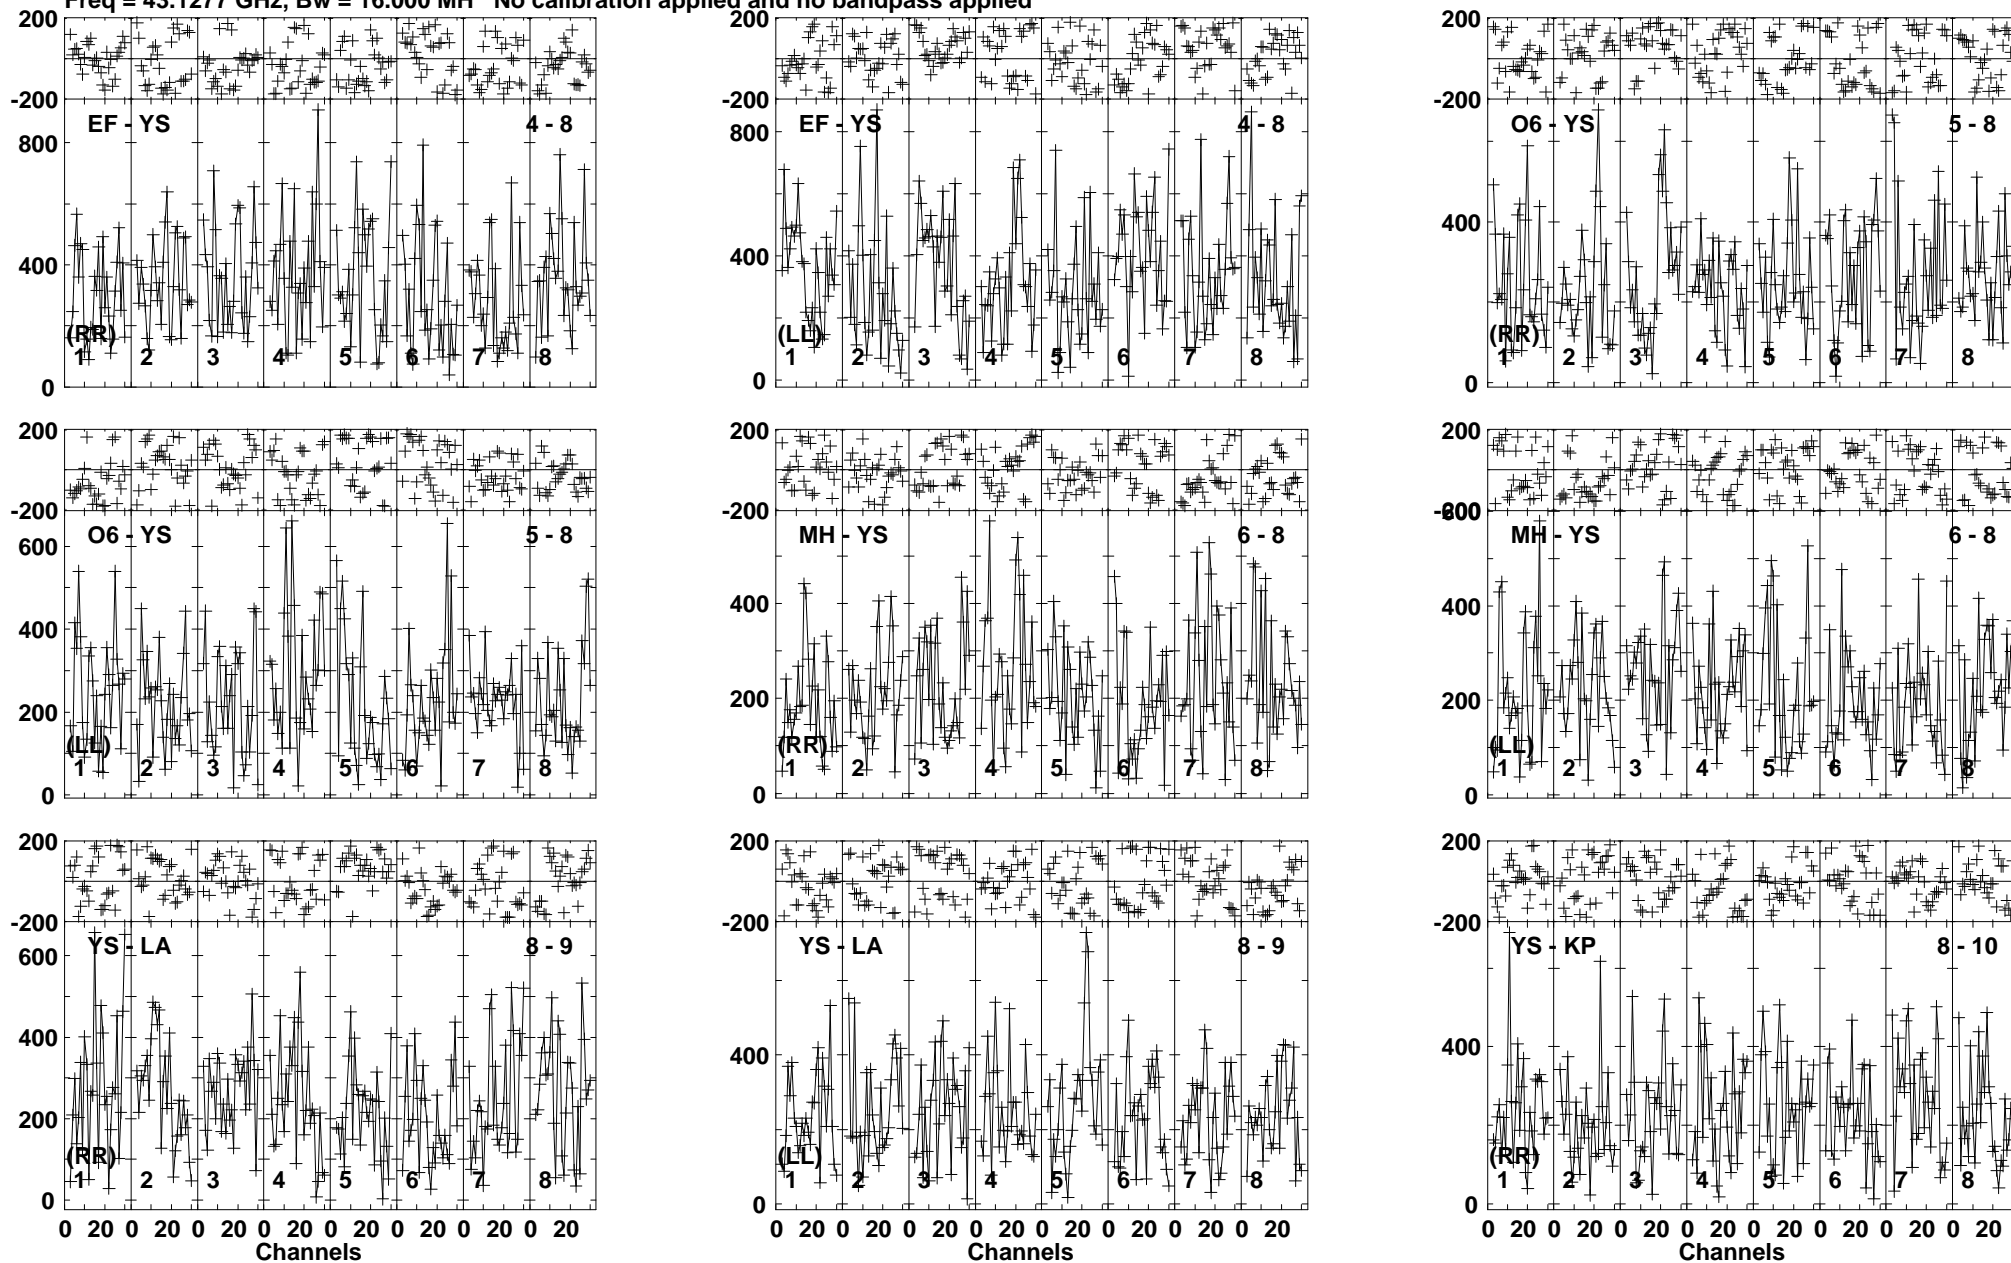 Freq = 43.1277 GHz, Bw = 16.000 MH No calibration applied and no bandpass applied
200 200 200
-200 -200 -200
EF - YS 4 - 8 EF - YS 4 - 8 O6 - YS 5 - 8
800 800
400 400 400
(RR) (LL) (RR)
1 2 3 4 5 6 7 8 1 2 3 4 5 6 7 8 1 2 3 4 5 6 7 8
0 0 0
200 200 200
-200 -200 -200
600
O6 - YS 5 - 8 MH - YS 6 - 8 MH - YS 6 - 8
600
400 400 400
200 200 200
(LL) (RR) (LL)
1 2 3 4 5 6 7 8 1 2 3 4 5 6 7 8 1 2 3 4 5 6 7 8
0 0 0
200 200 200
-200 -200 -200
YS - LA 8 - 9 YS - LA 8 - 9 YS - KP 8 - 10
600
400 400 400
200
(RR) (LL) (RR)
1 2 3 4 5 6 7 8 1 2 3 4 5 6 7 8 1 2 3 4 5 6 7 8
0 0 0
0 20 0 20 0 20 0 20 0 20 0 20 0 20 0 20 0 20 0 20 0 20 0 20 0 20 0 20 0 20 0 20 0 20 0 20 0 20 0 20 0 20 0 20 0 20 0 20
Channels Channels Channels